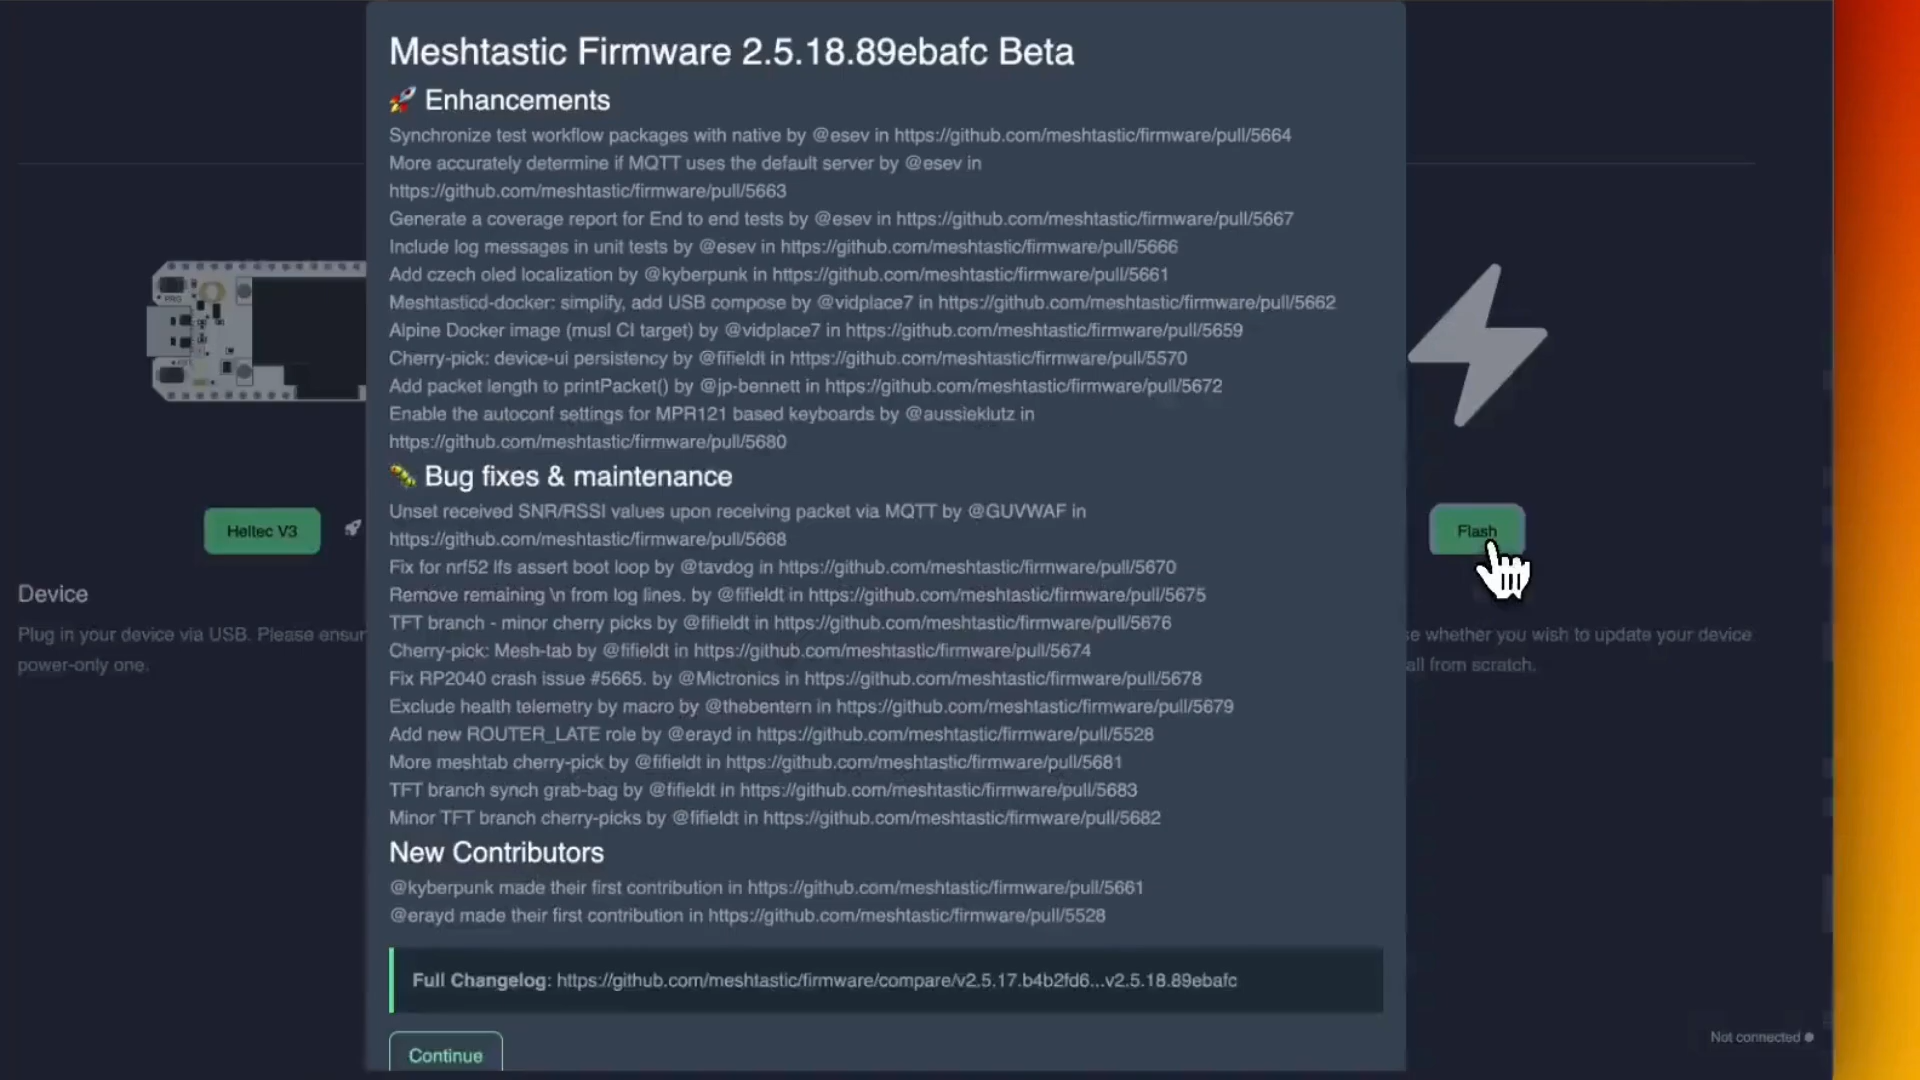 Meshtastic Firmware 2.5.18.89ebafc Beta
🚀 Enhancements
Synchronize test workflow packages with native by @esev in https://github.com/meshtastic/firmware/pull/5664
More accurately determine if MQTT uses the default server by @esev in
https://github.com/meshtastic/firmware/pull/5663
Generate a coverage report for End to end tests by @esev in https://github.com/meshtastic/firmware/pull/5667
Include log messages in unit tests by @esev in https://github.com/meshtastic/firmware/pull/5666
Add czech oled localization by @kyberpunk in https://github.com/meshtastic/firmware/pull/5661
Meshtasticd-docker: simplify, add USB compose by @vidplace7 in https://github.com/meshtastic/firmware/pull/5662
Alpine Docker image (musl CI target) by @vidplace7 in https://github.com/meshtastic/firmware/pull/5659
Cherry-pick: device-ui persistency by @fifieldt in https://github.com/meshtastic/firmware/pull/5570
Add packet length to printPacket() by @jp-bennett in https://github.com/meshtastic/firmware/pull/5672
Enable the autoconf settings for MPR121 based keyboards by @aussieklutz in
https://github.com/meshtastic/firmware/pull/5680
🐛 Bug fixes & maintenance
Unset received SNR/RSSI values upon receiving packet via MQTT by @GUVWAF in
https://github.com/meshtastic/firmware/pull/5668
Fix for nrf52 lfs assert boot loop by @tavdog in https://github.com/meshtastic/firmware/pull/5670
Remove remaining \n from log lines. by @fifieldt in https://github.com/meshtastic/firmware/pull/5675
TFT branch - minor cherry picks by @fifieldt in https://github.com/meshtastic/firmware/pull/5676
Cherry-pick: Mesh-tab by @fifieldt in https://github.com/meshtastic/firmware/pull/5674
Fix RP2040 crash issue #5665. by @Mictronics in https://github.com/meshtastic/firmware/pull/5678
Exclude health telemetry by macro by @thebentern in https://github.com/meshtastic/firmware/pull/5679
Add new ROUTER_LATE role by @erayd in https://github.com/meshtastic/firmware/pull/5528
More meshtab cherry-pick by @fifieldt in https://github.com/meshtastic/firmware/pull/5681
TFT branch synch grab-bag by @fifieldt in https://github.com/meshtastic/firmware/pull/5683
Minor TFT branch cherry-picks by @fifieldt in https://github.com/meshtastic/firmware/pull/5682
New Contributors
@kyberpunk made their first contribution in https://github.com/meshtastic/firmware/pull/5661
@erayd made their first contribution in https://github.com/meshtastic/firmware/pull/5528
Full Changelog: https://github.com/meshtastic/firmware/compare/v2.5.17.b4b2fd6...v2.5.18.89ebafc
Continue
PRO
Heltec V3
Device
Plug in your device via USB. Please ensur
power-only one.
Flash
whether you wish to update your device
all from scratch.
Not connected